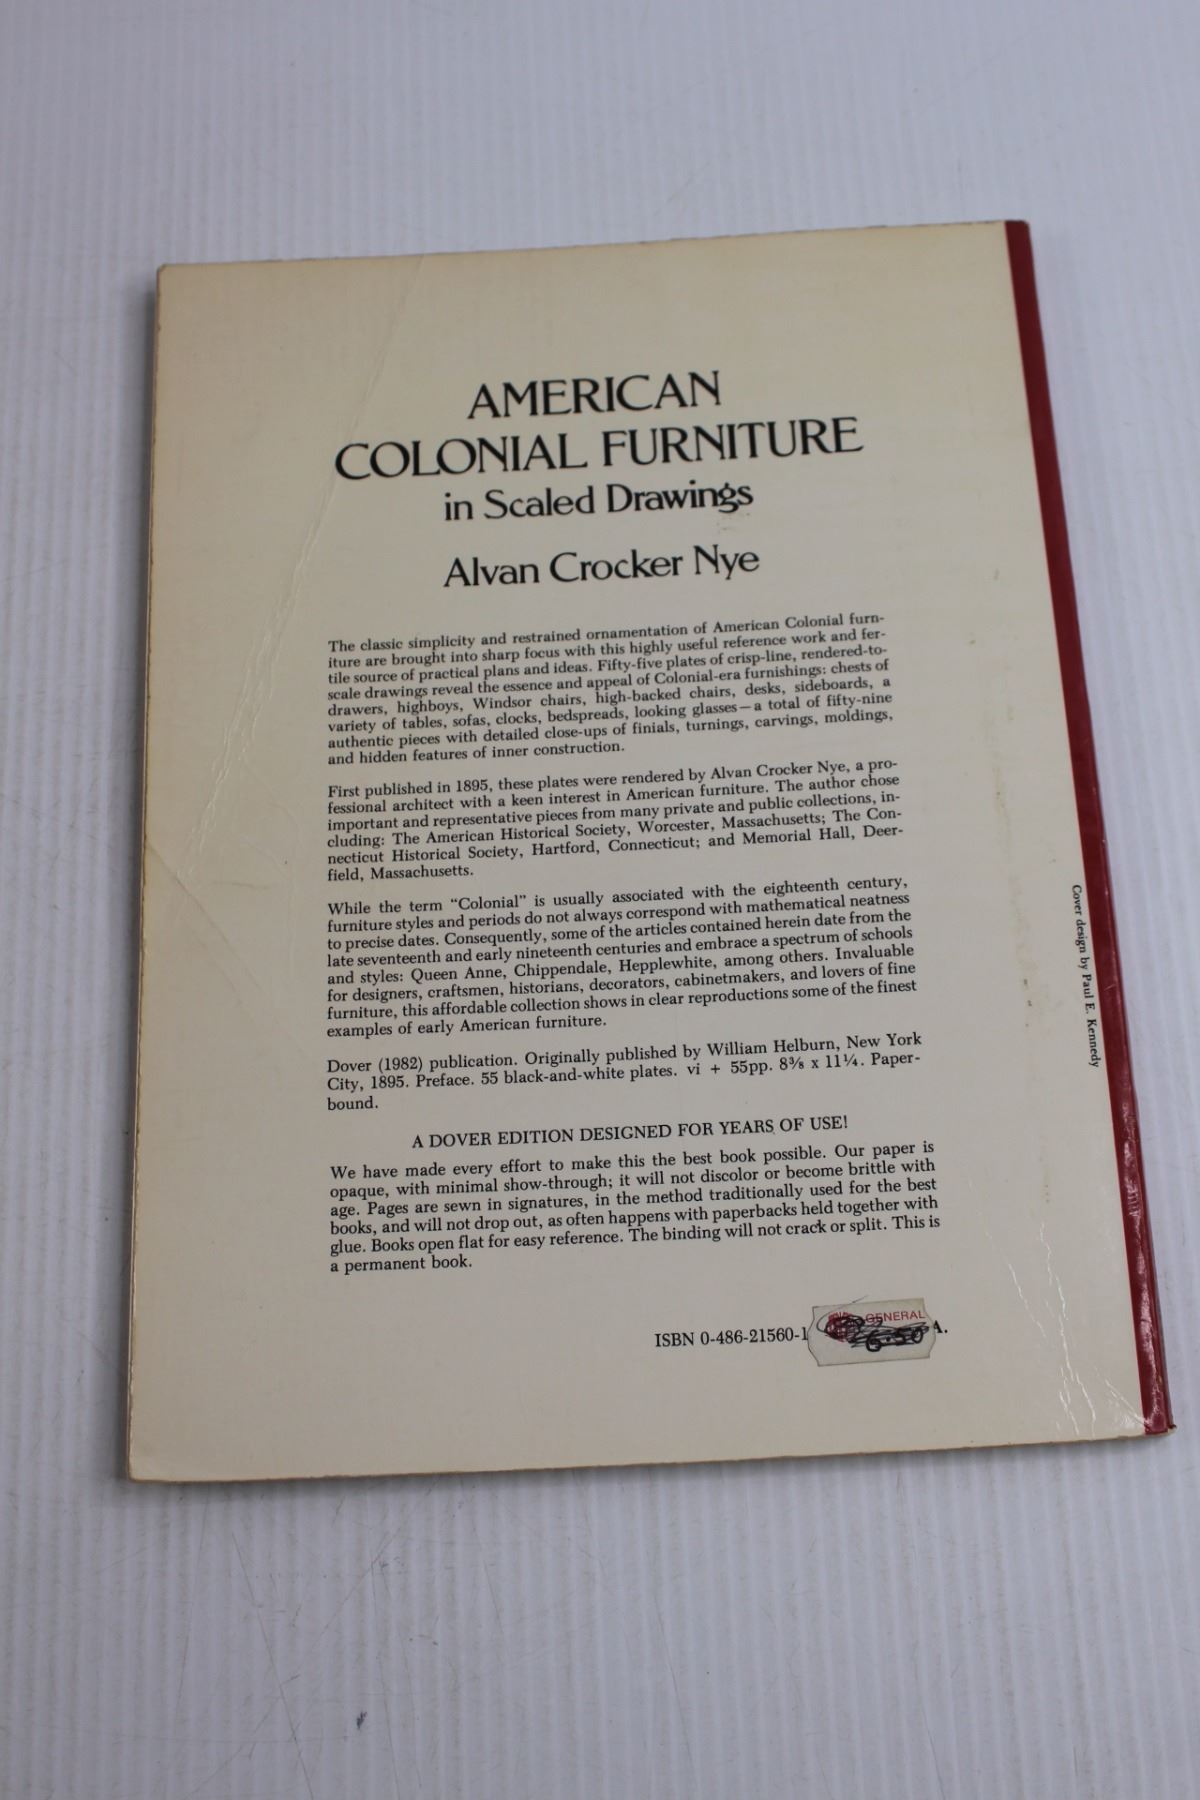 AMERICAN
COLONIAL FURNITURE
in Scaled Drawings
Alvan Crocker Nye
The classic simplicity and restrained ornamentation of American Colonial furn-
iture are brought into sharp focus with this highly useful reference work and fer-
tile source of practical plans and ideas. Fifty-five plates of crisp-line, rendered-to-
scale drawings reveal the essence and appeal of Colonial-era furnishings: chests of
drawers, highboys, Windsor chairs, high-backed chairs, desks, sideboards, a
variety of tables, sofas, clocks, bedspreads, looking glasses—a total of fifty-nine
authentic pieces with detailed close-ups of finials, turnings, carvings, moldings,
and hidden features of inner construction.
First published in 1895, these plates were rendered by Alvan Crocker Nye, a pro-
fessional architect with a keen interest in American furniture. The author chose
important and representative pieces from many private and public collections, in-
cluding: The American Historical Society, Worcester, Massachusetts; The Con-
necticut Historical Society, Hartford, Connecticut; and Memorial Hall, Deer-
field, Massachusetts.
While the term “Colonial” is usually associated with the eighteenth century,
furniture styles and periods do not always correspond with mathematical neatness
to precise dates. Consequently, some of the articles contained herein date from the
late seventeenth and early nineteenth centuries and embrace a spectrum of schools
and styles: Queen Anne, Chippendale, Hepplewhite, among others. Invaluable
for designers, craftsmen, historians, decorators, cabinetmakers, and lovers of fine
furniture, this affordable collection shows in clear reproductions some of the finest
examples of early American furniture.
Dover (1982) publication. Originally published by William Helburn, New York
City, 1895. Preface. 55 black-and-white plates. vi + 55pp. 8⅜ x 11¼. Paper-
bound.
A DOVER EDITION DESIGNED FOR YEARS OF USE!
We have made every effort to make this the best book possible. Our paper is
opaque, with minimal show-through; it will not discolor or become brittle with
age. Pages are sewn in signatures, in the method traditionally used for the best
books, and will not drop out, as often happens with paperbacks held together with
glue. Books open flat for easy reference. The binding will not crack or split. This is
a permanent book.
ISBN 0-486-21560-1
GENERAL
6.50
A.
Cover design by Paul E. Kennedy